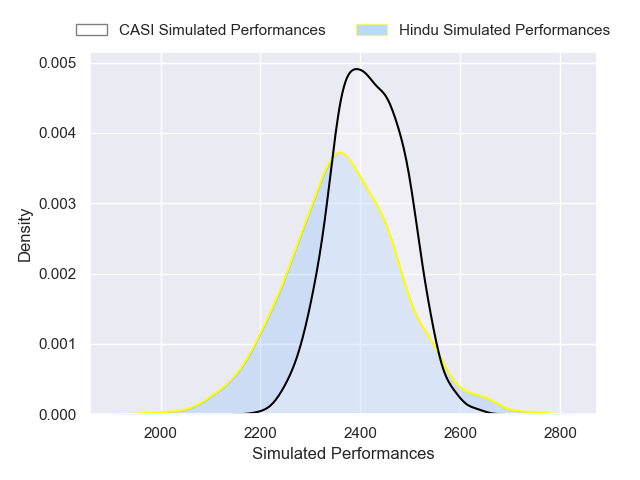 CASI Simulated Performances Hindu Simulated Performances
0.005
0.004
0.003
0.002
0.001
0.000
Density
2000 2200 2400 2600 2800
Simulated Performances